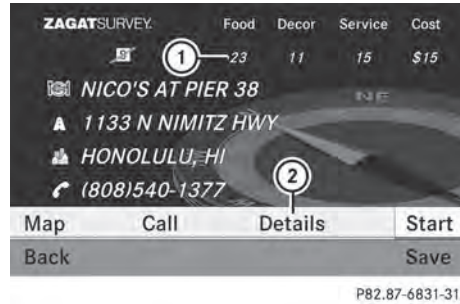 ZAGATSURVEY. Food Decor Service Cost
1 23 11 15 $15
NICO'S AT PIER 38
NE
A 1133 N NIMITZ HWY
HONOLULU, HI
(808)540-1377
2
Map Call Details Start
Back Save
P82.87-6831-31